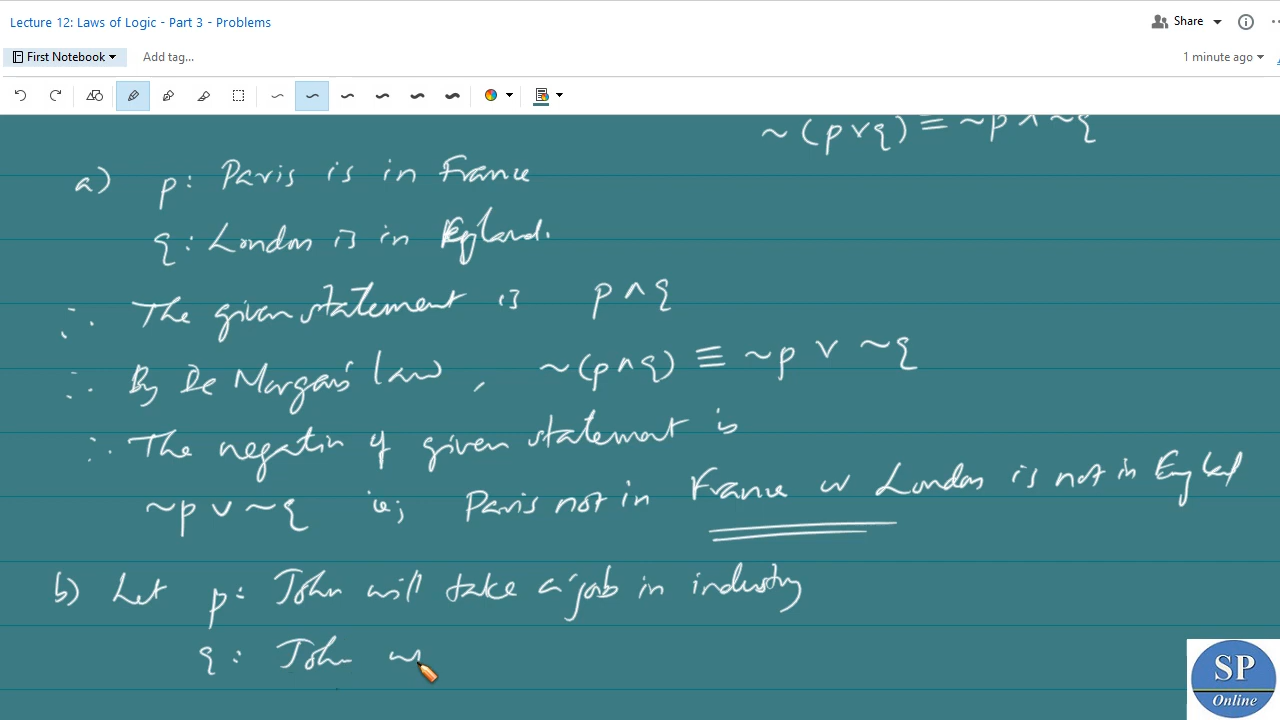 Lecture 12: Laws of Logic - Part 3 - Problems
Share
First Notebook
Add tag...
1 minute ago
~(p∨q) ≡ ~p ∧ ~q
a) p: Paris is in France
q: London is in England.
∴ The given statement is p∧q
∴ By De Morgan's law, ~(p∧q) ≡ ~p ∨ ~q
∴ The negation of given statement is
~p ∨ ~q ie; Paris not in France or London is not in England
b) Let p: John will take a job in industry
q: John w
SP
Online